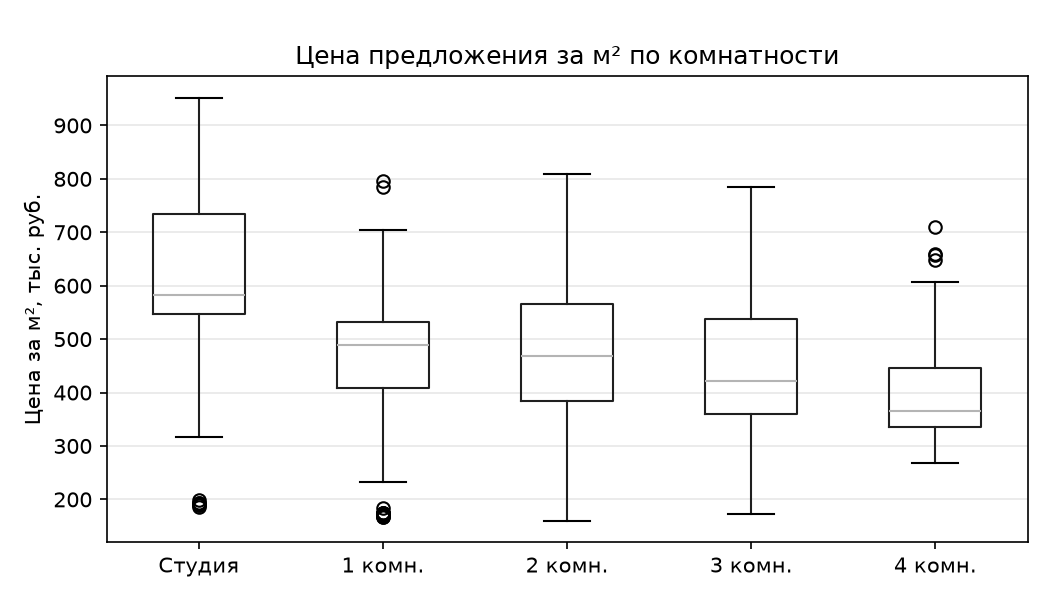 Цена предложения за м² по комнатности
Цена за м², тыс. руб.
900
800
700
600
500
400
300
200
Студия
1 комн.
2 комн.
3 комн.
4 комн.